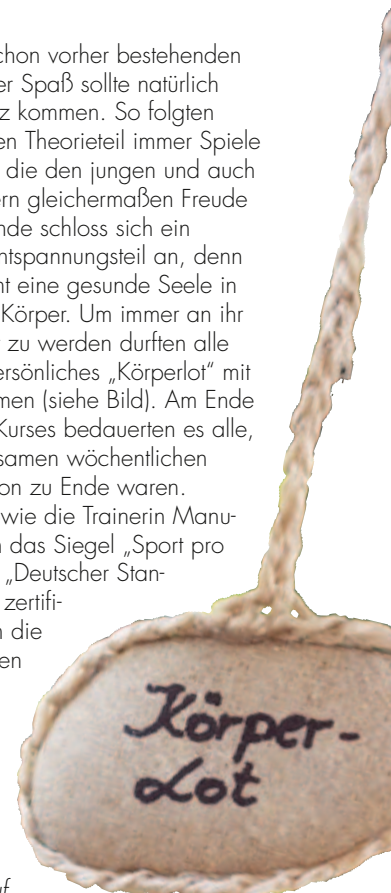 chon vorher bestehenden
er Spaß sollte natürlich
z kommen. So folgten
en Theorieteil immer Spiele
die den jungen und auch
ern gleichermaßen Freude
nde schloss sich ein
ntspannungsteil an, denn
nt eine gesunde Seele in
Körper. Um immer an ihr
zu werden durften alle
ersönliches „Körperlot“ mit
men (siehe Bild). Am Ende
Kurses bedauerten es alle,
samen wöchentlichen
on zu Ende waren.
wie die Trainerin Manu-
n das Siegel „Sport pro
„Deutscher Stan-
zertifi-
n die
en
Körper-
Lot
uf